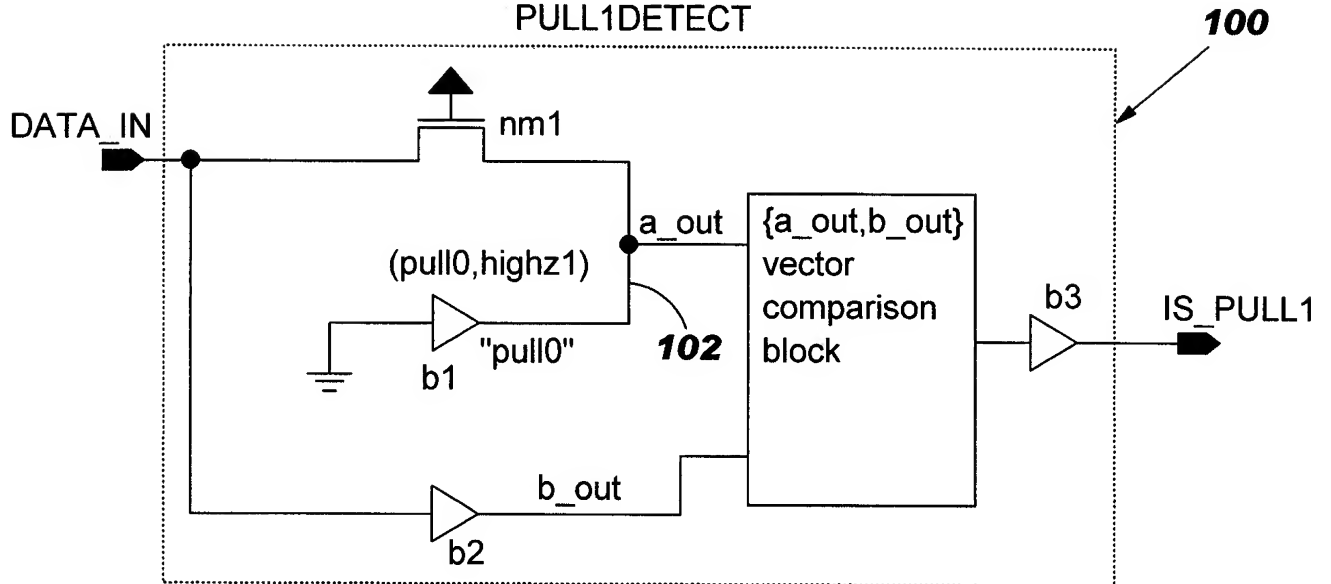 PULL1DETECT
100
DATA_IN
nm1
a_out
{a_out,b_out}
vector
comparison
block
(pull0,highz1)
"pull0"
b1
102
b3
IS_PULL1
b_out
b2